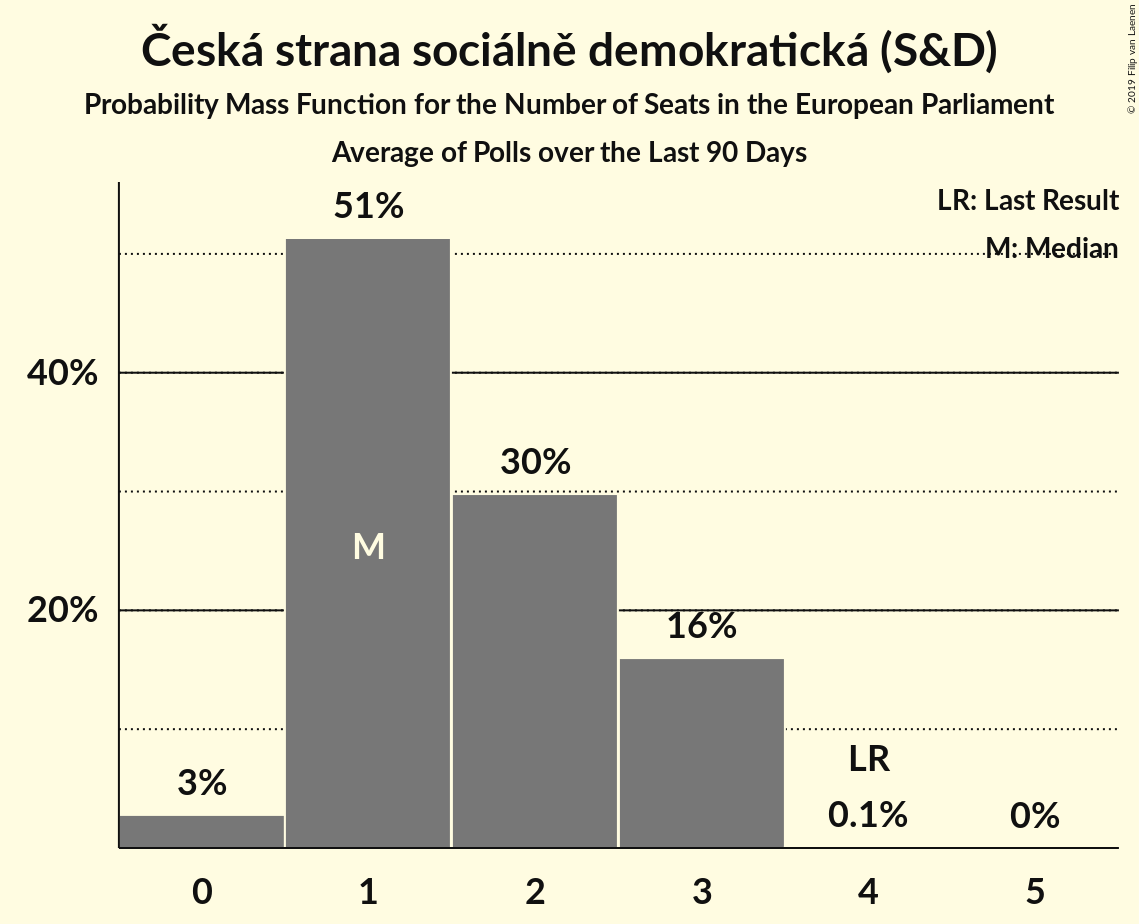 Česká strana sociálně demokratická (S&D)
Probability Mass Function for the Number of Seats in the European Parliament
Average of Polls over the Last 90 Days
© 2019 Filip van Laenen
LR: Last Result
M: Median
51%
40%
30%
M
20%
16%
3%
LR
0.1%
0%
0 1 2 3 4 5